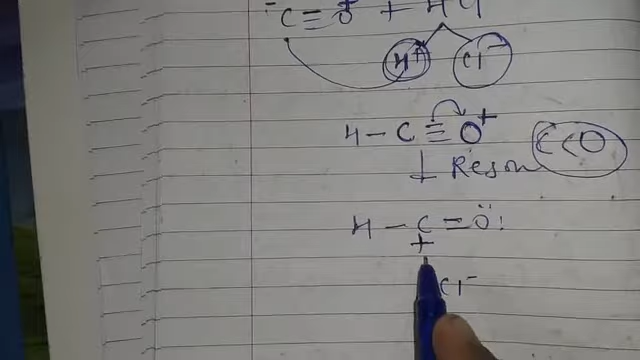 ⁻C≡O⁺ + HCl
H⁺ Cl⁻
H–C≡O⁺ C<O
↓ Reson
H–C=Ö:
+
Cl⁻